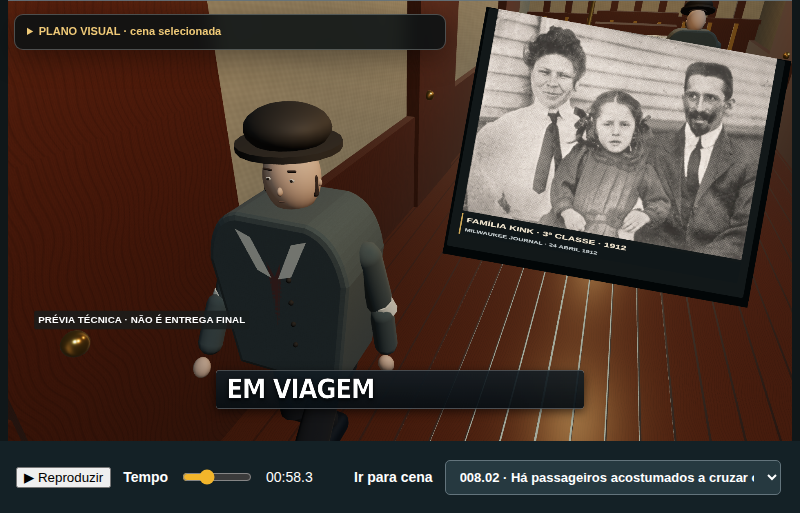 ▶ PLANO VISUAL · cena selecionada
FAMÍLIA KINK · 3ª CLASSE · 1912
MILWAUKEE JOURNAL · 24 ABRIL 1912
PRÉVIA TÉCNICA · NÃO É ENTREGA FINAL
EM VIAGEM
▶ Reproduzir Tempo 00:58.3 Ir para cena 008.02 · Há passageiros acostumados a cruzar